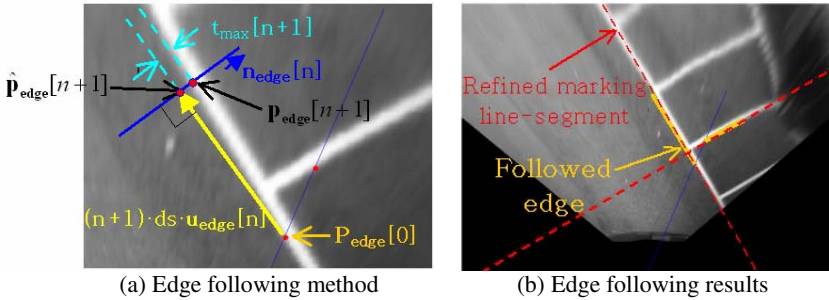 t_max[n+1]
n_edge[n]
p̂_edge[n+1]
p_edge[n+1]
(n+1)·ds·u_edge[n]
P_edge[0]
(a) Edge following method
Refined marking
line-segment
Followed
edge
(b) Edge following results